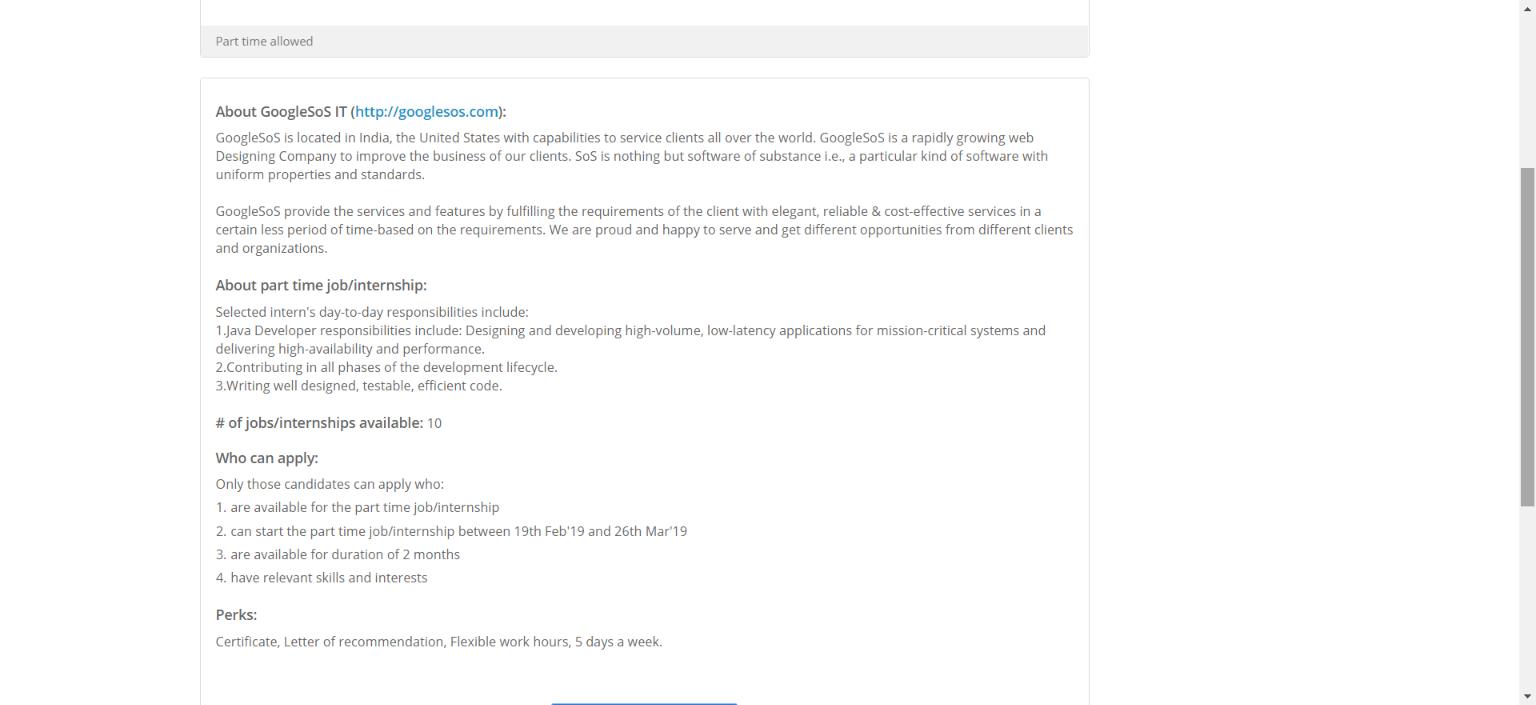 Part time allowed
About GoogleSoS IT (http://googlesos.com):
GoogleSoS is located in India, the United States with capabilities to service clients all over the world. GoogleSoS is a rapidly growing web
Designing Company to improve the business of our clients. SoS is nothing but software of substance i.e., a particular kind of software with
uniform properties and standards.
GoogleSoS provide the services and features by fulfilling the requirements of the client with elegant, reliable & cost-effective services in a
certain less period of time-based on the requirements. We are proud and happy to serve and get different opportunities from different clients
and organizations.
About part time job/internship:
Selected intern's day-to-day responsibilities include:
1.Java Developer responsibilities include: Designing and developing high-volume, low-latency applications for mission-critical systems and
delivering high-availability and performance.
2.Contributing in all phases of the development lifecycle.
3.Writing well designed, testable, efficient code.
# of jobs/internships available: 10
Who can apply:
Only those candidates can apply who:
1. are available for the part time job/internship
2. can start the part time job/internship between 19th Feb'19 and 26th Mar'19
3. are available for duration of 2 months
4. have relevant skills and interests
Perks:
Certificate, Letter of recommendation, Flexible work hours, 5 days a week.